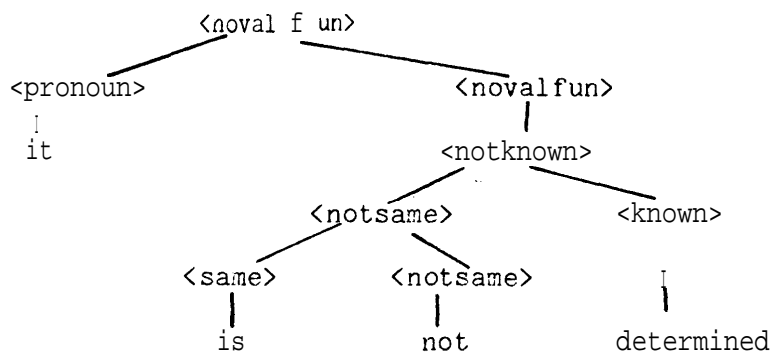 <noval f un>
<pronoun> <novalfun>
it <notknown>
<notsame> <known>
<same> <notsame>
is not determined